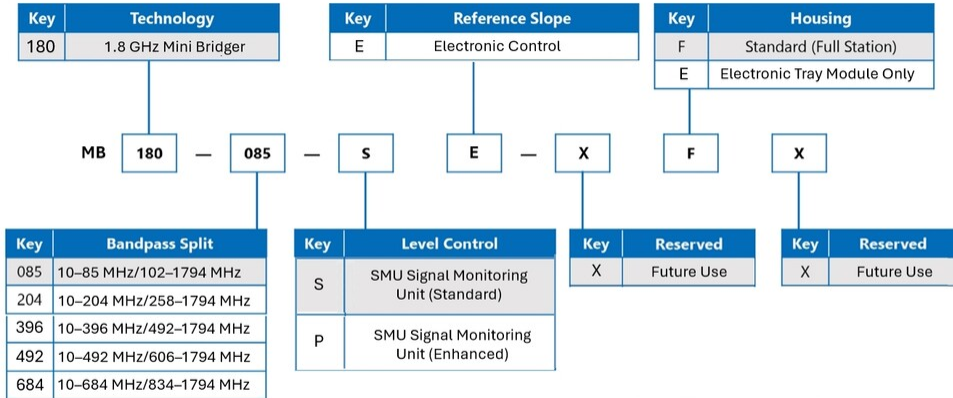 Key Technology
180 1.8 GHz Mini Bridger
Key Reference Slope
E Electronic Control
Key Housing
F Standard (Full Station)
E Electronic Tray Module Only
MB 180 — 085 — S E — X F X
Key Bandpass Split
085 10–85 MHz/102–1794 MHz
204 10–204 MHz/258–1794 MHz
396 10–396 MHz/492–1794 MHz
492 10–492 MHz/606–1794 MHz
684 10–684 MHz/834–1794 MHz
Key Level Control
S SMU Signal Monitoring
Unit (Standard)
P SMU Signal Monitoring
Unit (Enhanced)
Key Reserved
X Future Use
Key Reserved
X Future Use